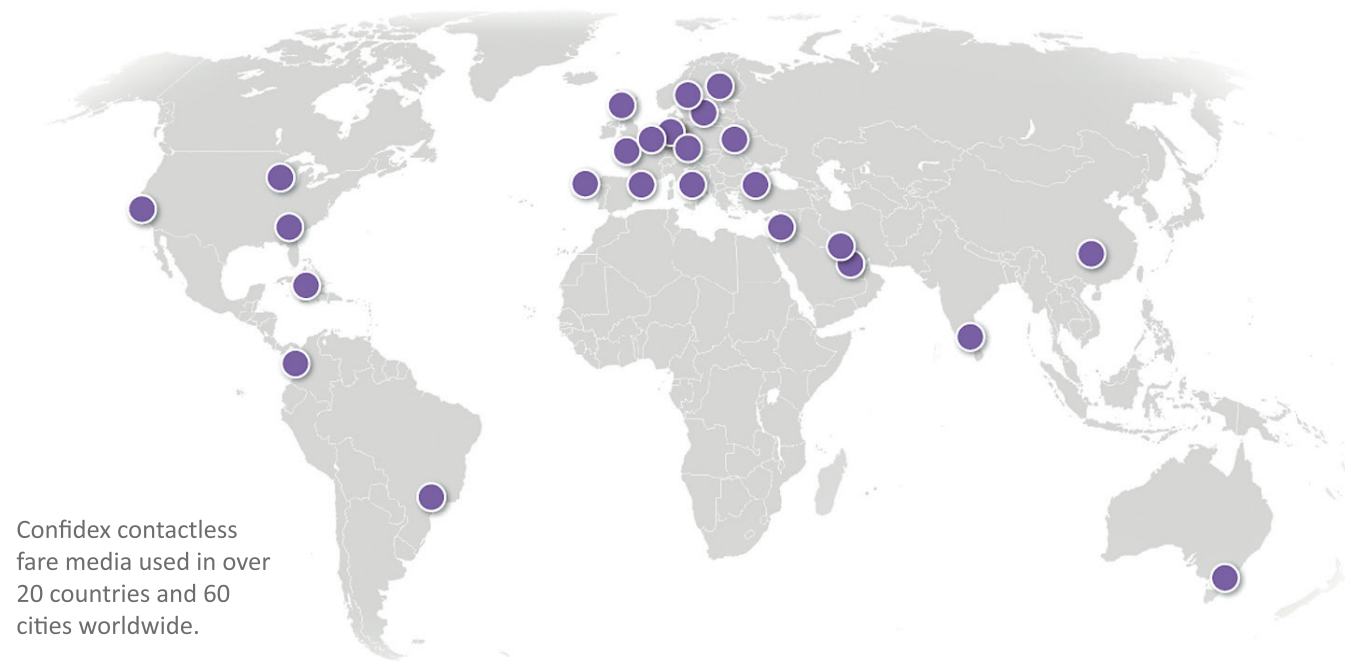 Confidex contactless
fare media used in over
20 countries and 60
cities worldwide.